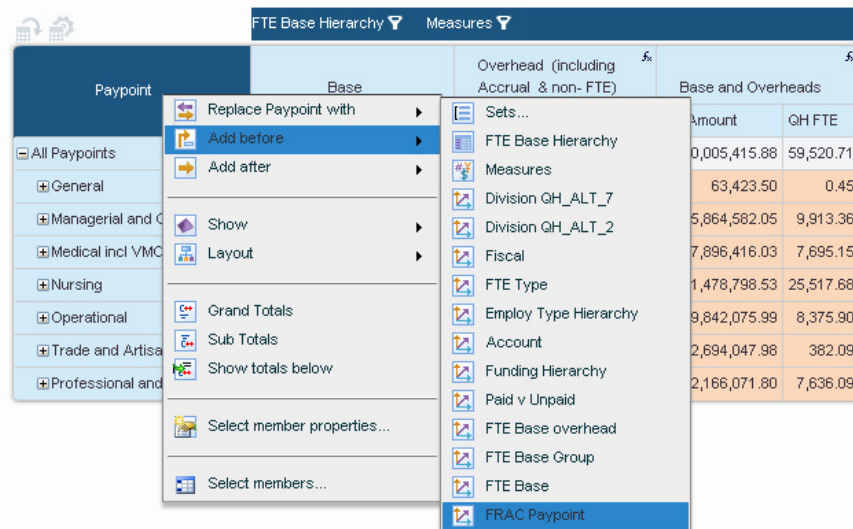 FTE Base Hierarchy Measures
Paypoint
Base
Overhead (including
Accrual & non- FTE)
Base and Overheads
Amount QH FTE
All Paypoints 0,005,415.88 59,520.71
General 63,423.50 0.45
Managerial and C 5,864,582.05 9,913.36
Medical incl VMC 7,896,416.03 7,695.15
Nursing 1,478,798.53 25,517.68
Operational 9,842,075.99 8,375.90
Trade and Artisa 2,694,047.98 382.09
Professional and 2,166,071.80 7,636.09
Replace Paypoint with
Add before
Add after
Show
Layout
Grand Totals
Sub Totals
Show totals below
Select member properties...
Select members...
Sets...
FTE Base Hierarchy
Measures
Division QH_ALT_7
Division QH_ALT_2
Fiscal
FTE Type
Employ Type Hierarchy
Account
Funding Hierarchy
Paid v Unpaid
FTE Base overhead
FTE Base Group
FTE Base
FRAC Paypoint